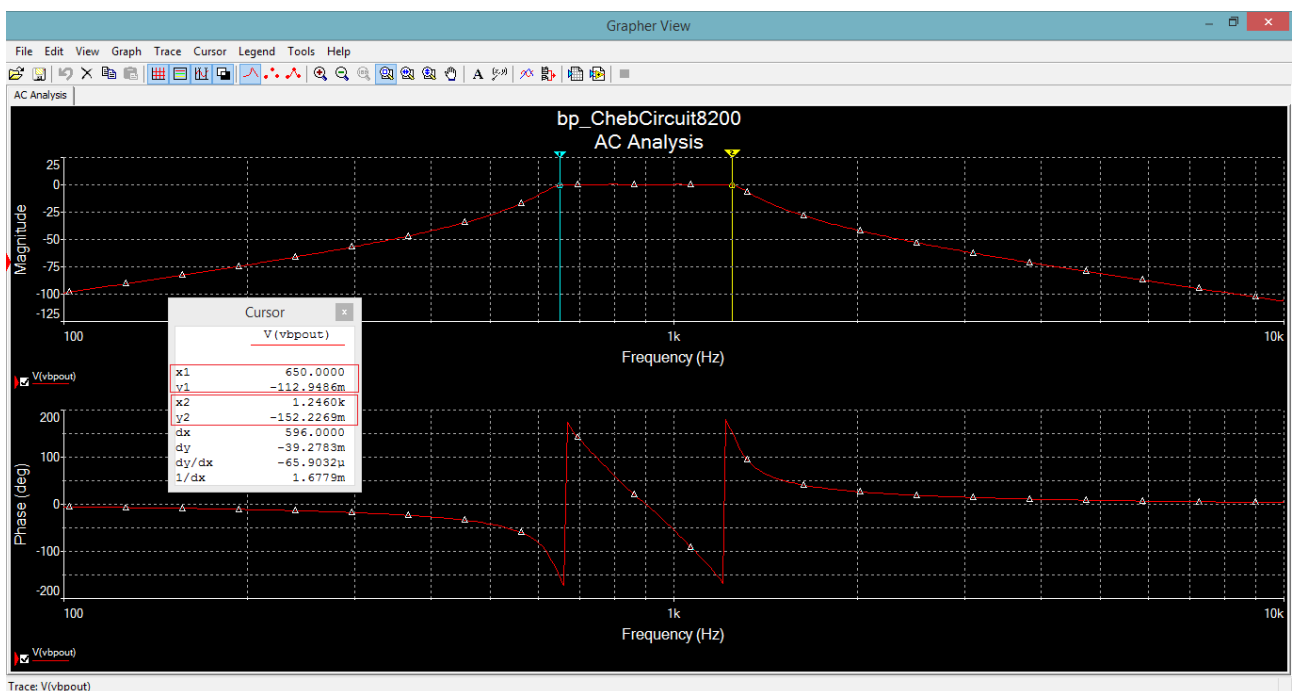 Grapher View
File Edit View Graph Trace Cursor Legend Tools Help
AC Analysis
bp_ChebCircuit8200
AC Analysis
1
2
Magnitude
25
0
-25
-50
-75
-100
-125
100
1k
10k
Frequency (Hz)
V(vbpout)
Cursor
V(vbpout)
x1 650.0000
y1 -112.9486m
x2 1.2460k
y2 -152.2269m
dx 596.0000
dy -39.2783m
dy/dx -65.9032µ
1/dx 1.6779m
Phase (deg)
200
100
0
-100
-200
100
1k
10k
Frequency (Hz)
V(vbpout)
Trace: V(vbpout)